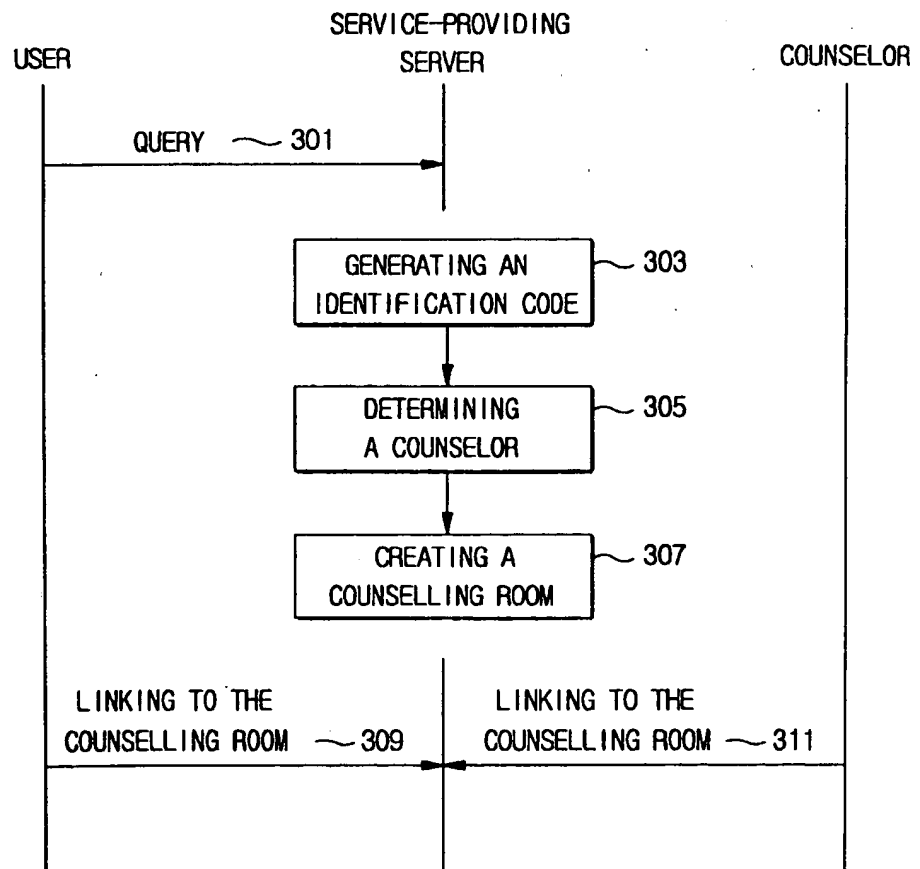 SERVICE-PROVIDING
USER SERVER COUNSELOR
QUERY 301
GENERATING AN 303
IDENTIFICATION CODE
DETERMINING 305
A COUNSELOR
CREATING A 307
COUNSELLING ROOM
LINKING TO THE LINKING TO THE
COUNSELLING ROOM 309 COUNSELLING ROOM 311